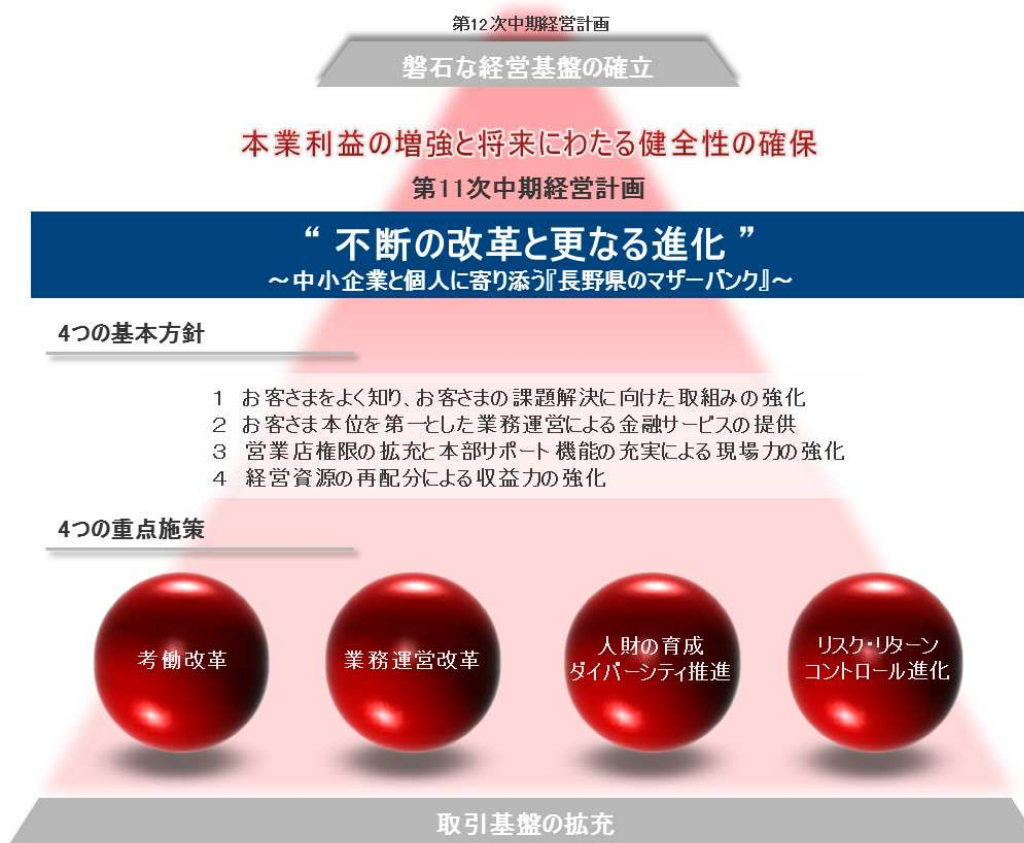 第12次中期経営計画
磐石な経営基盤の確立
本業利益の増強と将来にわたる健全性の確保
第11次中期経営計画
“ 不断の改革と更なる進化 ”
～中小企業と個人に寄り添う『長野県のマザーバンク』～
4つの基本方針
1 お客さまをよく知り、お客さまの課題解決に向けた取組みの強化
2 お客さま本位を第一とした業務運営による金融サービスの提供
3 営業店権限の拡充と本部サポート機能の充実による現場力の強化
4 経営資源の再配分による収益力の強化
4つの重点施策
考働改革
業務運営改革
人財の育成
ダイバーシティ推進
リスク・リターン
コントロール進化
取引基盤の拡充